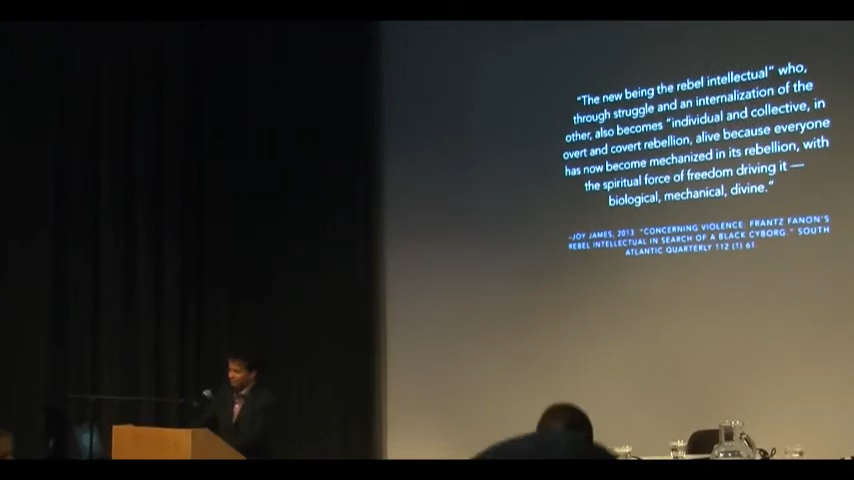 "The new being the rebel intellectual" who,
through struggle and an internalization of the
other, also becomes "individual and collective, in
overt and covert rebellion, alive because everyone
has now become mechanized in its rebellion, with
the spiritual force of freedom driving it —
biological, mechanical, divine."
–JOY JAMES, 2013. "CONCERNING VIOLENCE: FRANTZ FANON'S
REBEL INTELLECTUAL IN SEARCH OF A BLACK CYBORG." SOUTH
ATLANTIC QUARTERLY 112 (1) 61